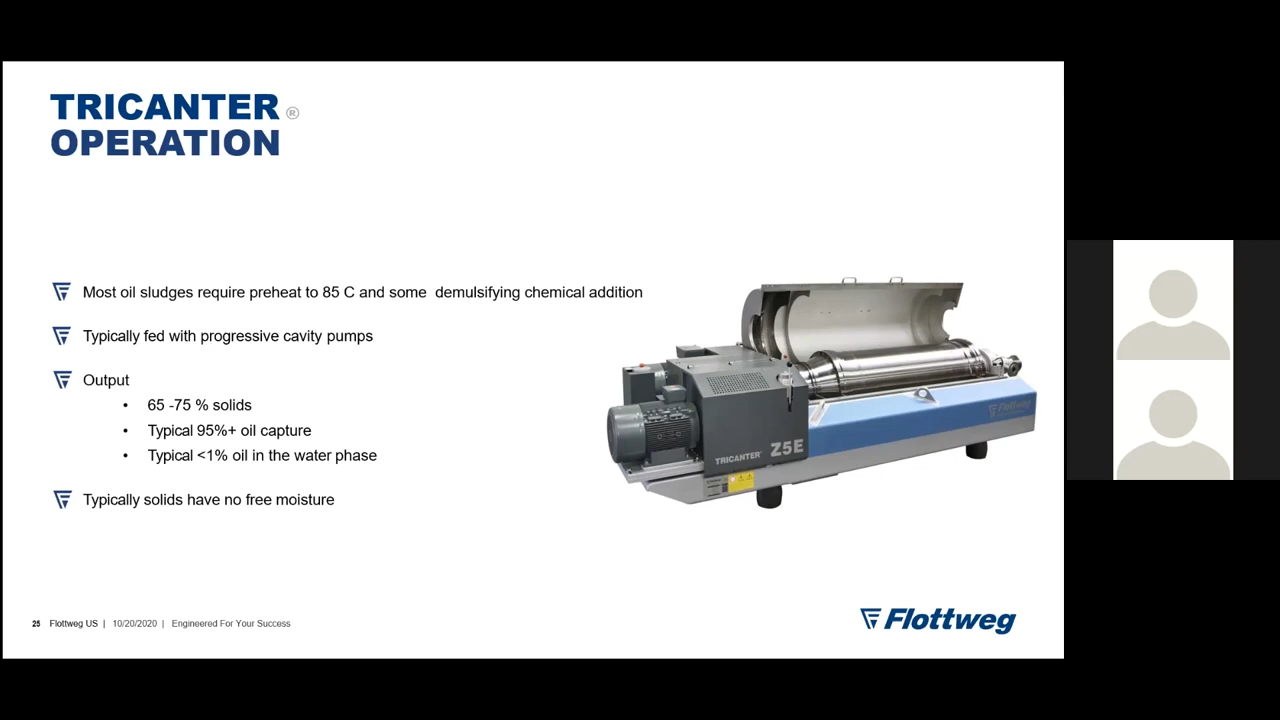 TRICANTER ®
OPERATION
Most oil sludges require preheat to 85 C and some demulsifying chemical addition
Typically fed with progressive cavity pumps
Output
• 65 -75 % solids
• Typical 95%+ oil capture
• Typical <1% oil in the water phase
Typically solids have no free moisture
Flottweg
TRICANTER Z5E
25 Flottweg US | 10/20/2020 | Engineered For Your Success
Flottweg